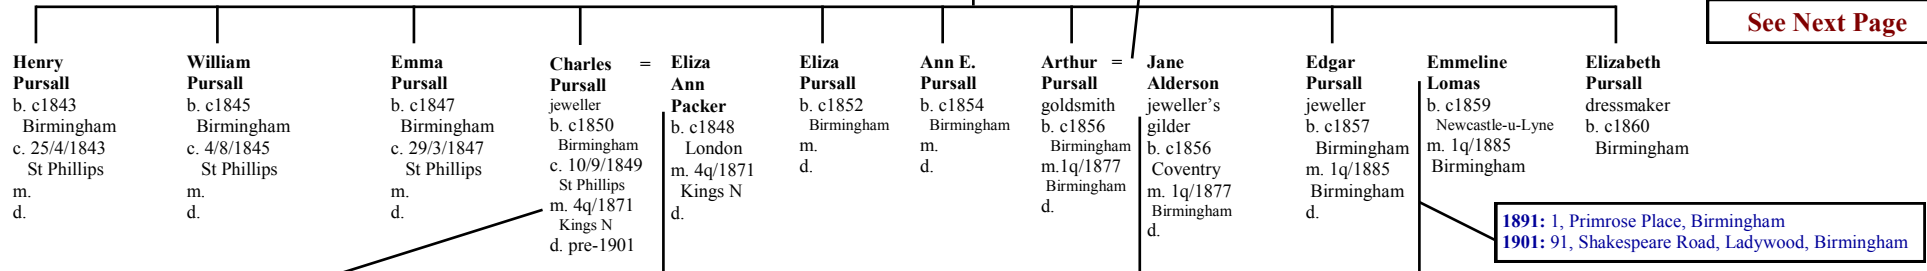 See Next Page
Henry
Pursall
b. c1843
Birmingham
c. 25/4/1843
St Phillips
m.
d.
William
Pursall
b. c1845
Birmingham
c. 4/8/1845
St Phillips
m.
d.
Emma
Pursall
b. c1847
Birmingham
c. 29/3/1847
St Phillips
m.
d.
Charles =
Pursall
jeweller
b. c1850
Birmingham
c. 10/9/1849
St Phillips
m. 4q/1871
Kings N
d. pre-1901
Eliza
Ann
Packer
b. c1848
London
m. 4q/1871
Kings N
d.
Eliza
Pursall
b. c1852
Birmingham
m.
d.
Ann E.
Pursall
b. c1854
Birmingham
m.
d.
Arthur =
Pursall
goldsmith
b. c1856
Birmingham
m.1q/1877
Birmingham
d.
Jane
Alderson
jeweller's
gilder
b. c1856
Coventry
m. 1q/1877
Birmingham
d.
Edgar
Pursall
jeweller
b. c1857
Birmingham
m. 1q/1885
Birmingham
d.
Emmeline
Lomas
b. c1859
Newcastle-u-Lyne
m. 1q/1885
Birmingham
Elizabeth
Pursall
dressmaker
b. c1860
Birmingham
1891: 1, Primrose Place, Birmingham
1901: 91, Shakespeare Road, Ladywood, Birmingham